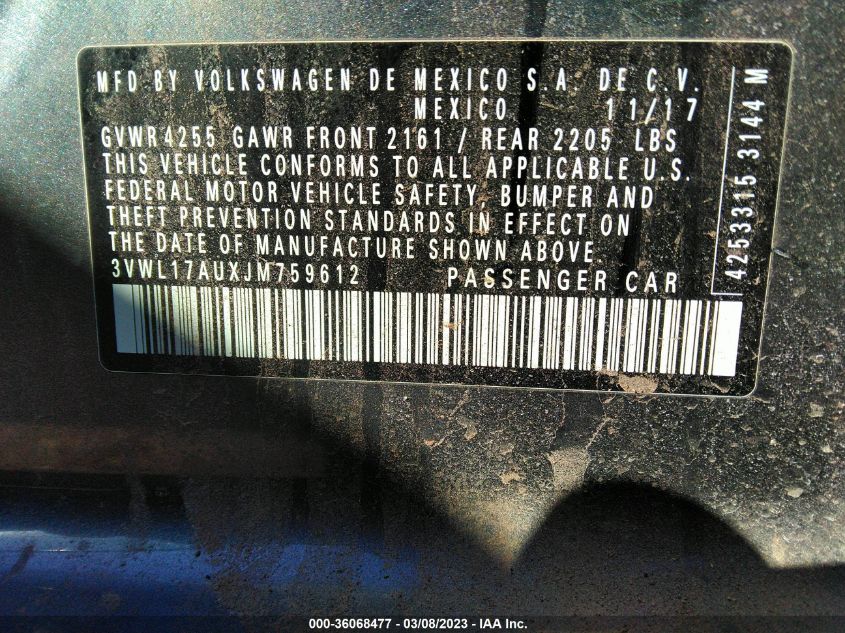 MFD BY VOLKSWAGEN DE MEXICO S.A. DE C.V.
MEXICO 11/17
GVWR 4255 GAWR FRONT 2161 / REAR 2205 LBS
THIS VEHICLE CONFORMS TO ALL APPLICABLE U.S.
FEDERAL MOTOR VEHICLE SAFETY, BUMPER AND
THEFT PREVENTION STANDARDS IN EFFECT ON
THE DATE OF MANUFACTURE SHOWN ABOVE
3VWL17AUXJM759612 PASSENGER CAR
4253315 3144 M
000-36068477 - 03/08/2023 - IAA Inc.